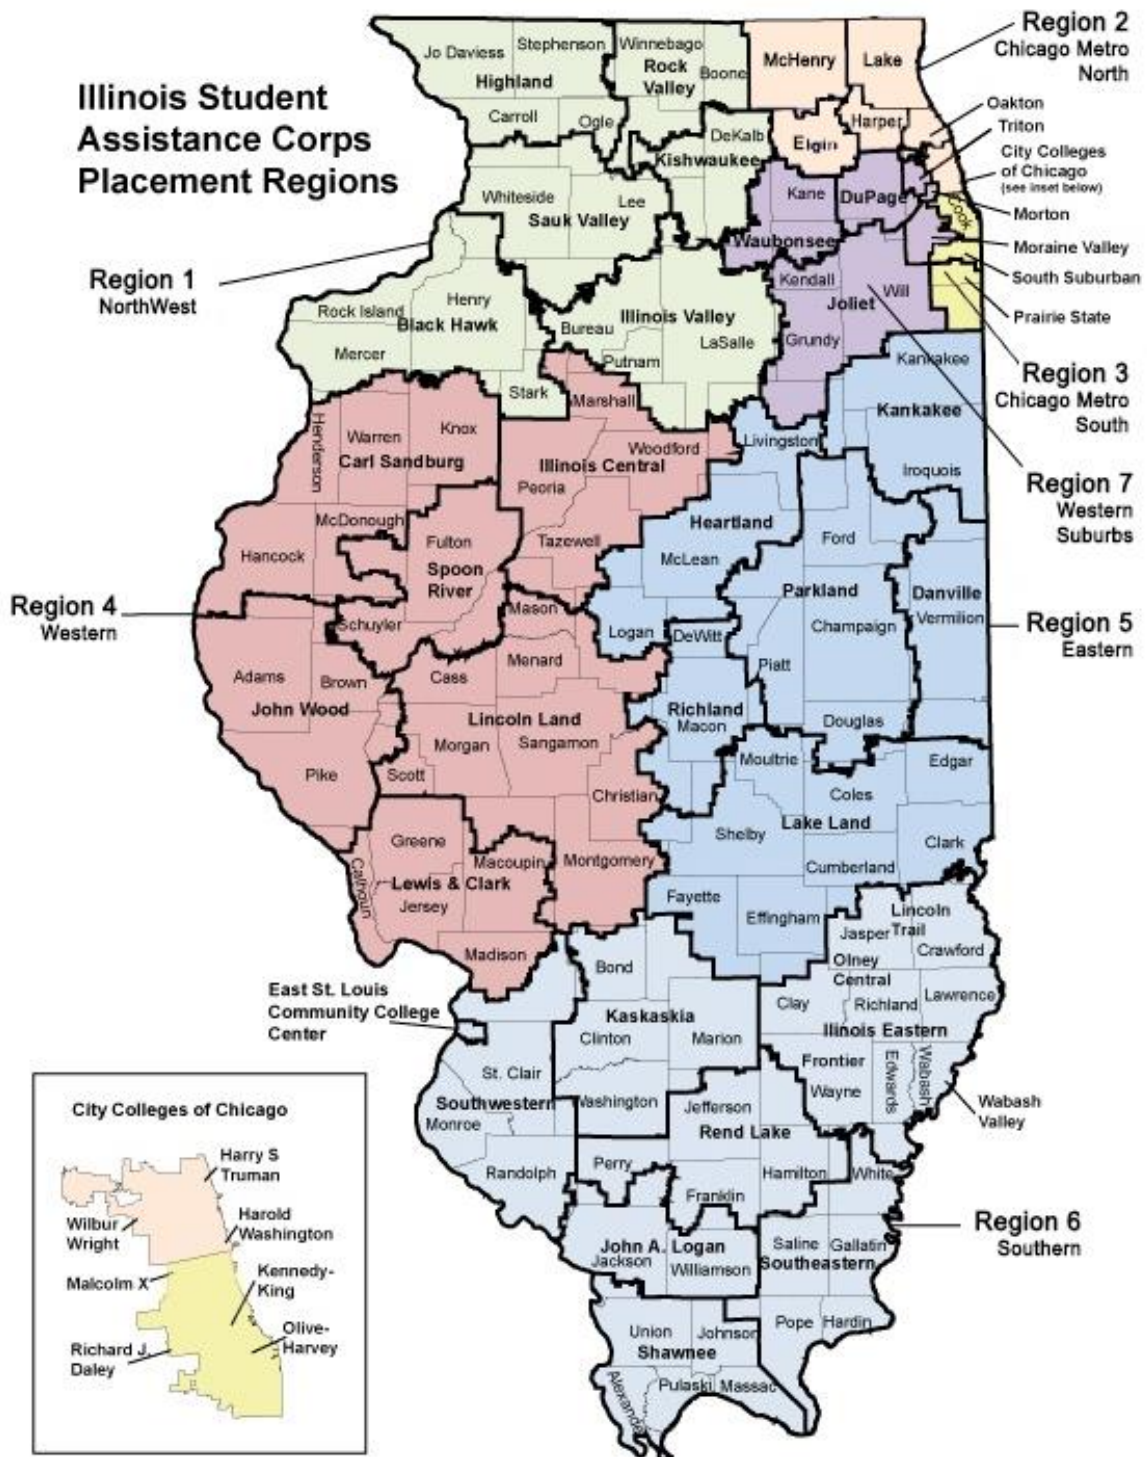 Illinois Student
Assistance Corps
Placement Regions
Region 2
Chicago Metro
North
Jo Daviess
Stephenson
Winnebago
McHenry
Lake
Highland
Rock
Valley
Boone
Carroll
Ogle
Harper
Oakton
Triton
City Colleges
of Chicago
(see inset below)
DeKalb
Elgin
Kishwaukee
Whiteside
Lee
Kane
DuPage
Cook
Morton
Sauk Valley
Waubonsee
Moraine Valley
South Suburban
Prairie State
Region 1
NorthWest
Henry
Kendall
Will
Rock Island
Black Hawk
Illinois Valley
Joliet
Bureau
LaSalle
Mercer
Putnam
Grundy
Kankakee
Stark
Region 3
Chicago Metro
South
Marshall
Kankakee
Henderson
Warren
Knox
Livingston
Woodford
Carl Sandburg
Illinois Central
Iroquois
Peoria
Region 7
Western
Suburbs
McDonough
Heartland
Hancock
Fulton
Tazewell
Ford
McLean
Spoon
River
Parkland
Danville
Region 4
Western
Mason
Vermilion
Region 5
Eastern
Schuyler
Logan
DeWitt
Champaign
Menard
Piatt
Adams
Brown
Cass
John Wood
Lincoln Land
Richland
Macon
Douglas
Morgan
Sangamon
Moultrie
Edgar
Pike
Scott
Christian
Coles
Lake Land
Shelby
Greene
Clark
Macoupin
Montgomery
Cumberland
Calhoun
Lewis & Clark
Jersey
Fayette
Effingham
Lincoln
Trail
Jasper
Crawford
Madison
Bond
Olney
Central
East St. Louis
Community College
Center
Clay
Richland
Lawrence
Kaskaskia
Illinois Eastern
Clinton
Marion
Frontier
Edwards
Wabash
St. Clair
Wayne
Wabash
Valley
Southwestern
Washington
Jefferson
Monroe
Rend Lake
Perry
Hamilton
White
Randolph
Franklin
Region 6
Southern
John A. Logan
Jackson
Williamson
Saline
Gallatin
Southeastern
Union
Johnson
Pope
Hardin
Shawnee
Alexander
Pulaski
Massac
City Colleges of Chicago
Harry S
Truman
Wilbur
Wright
Harold
Washington
Malcolm X
Kennedy-
King
Richard J.
Daley
Olive-
Harvey